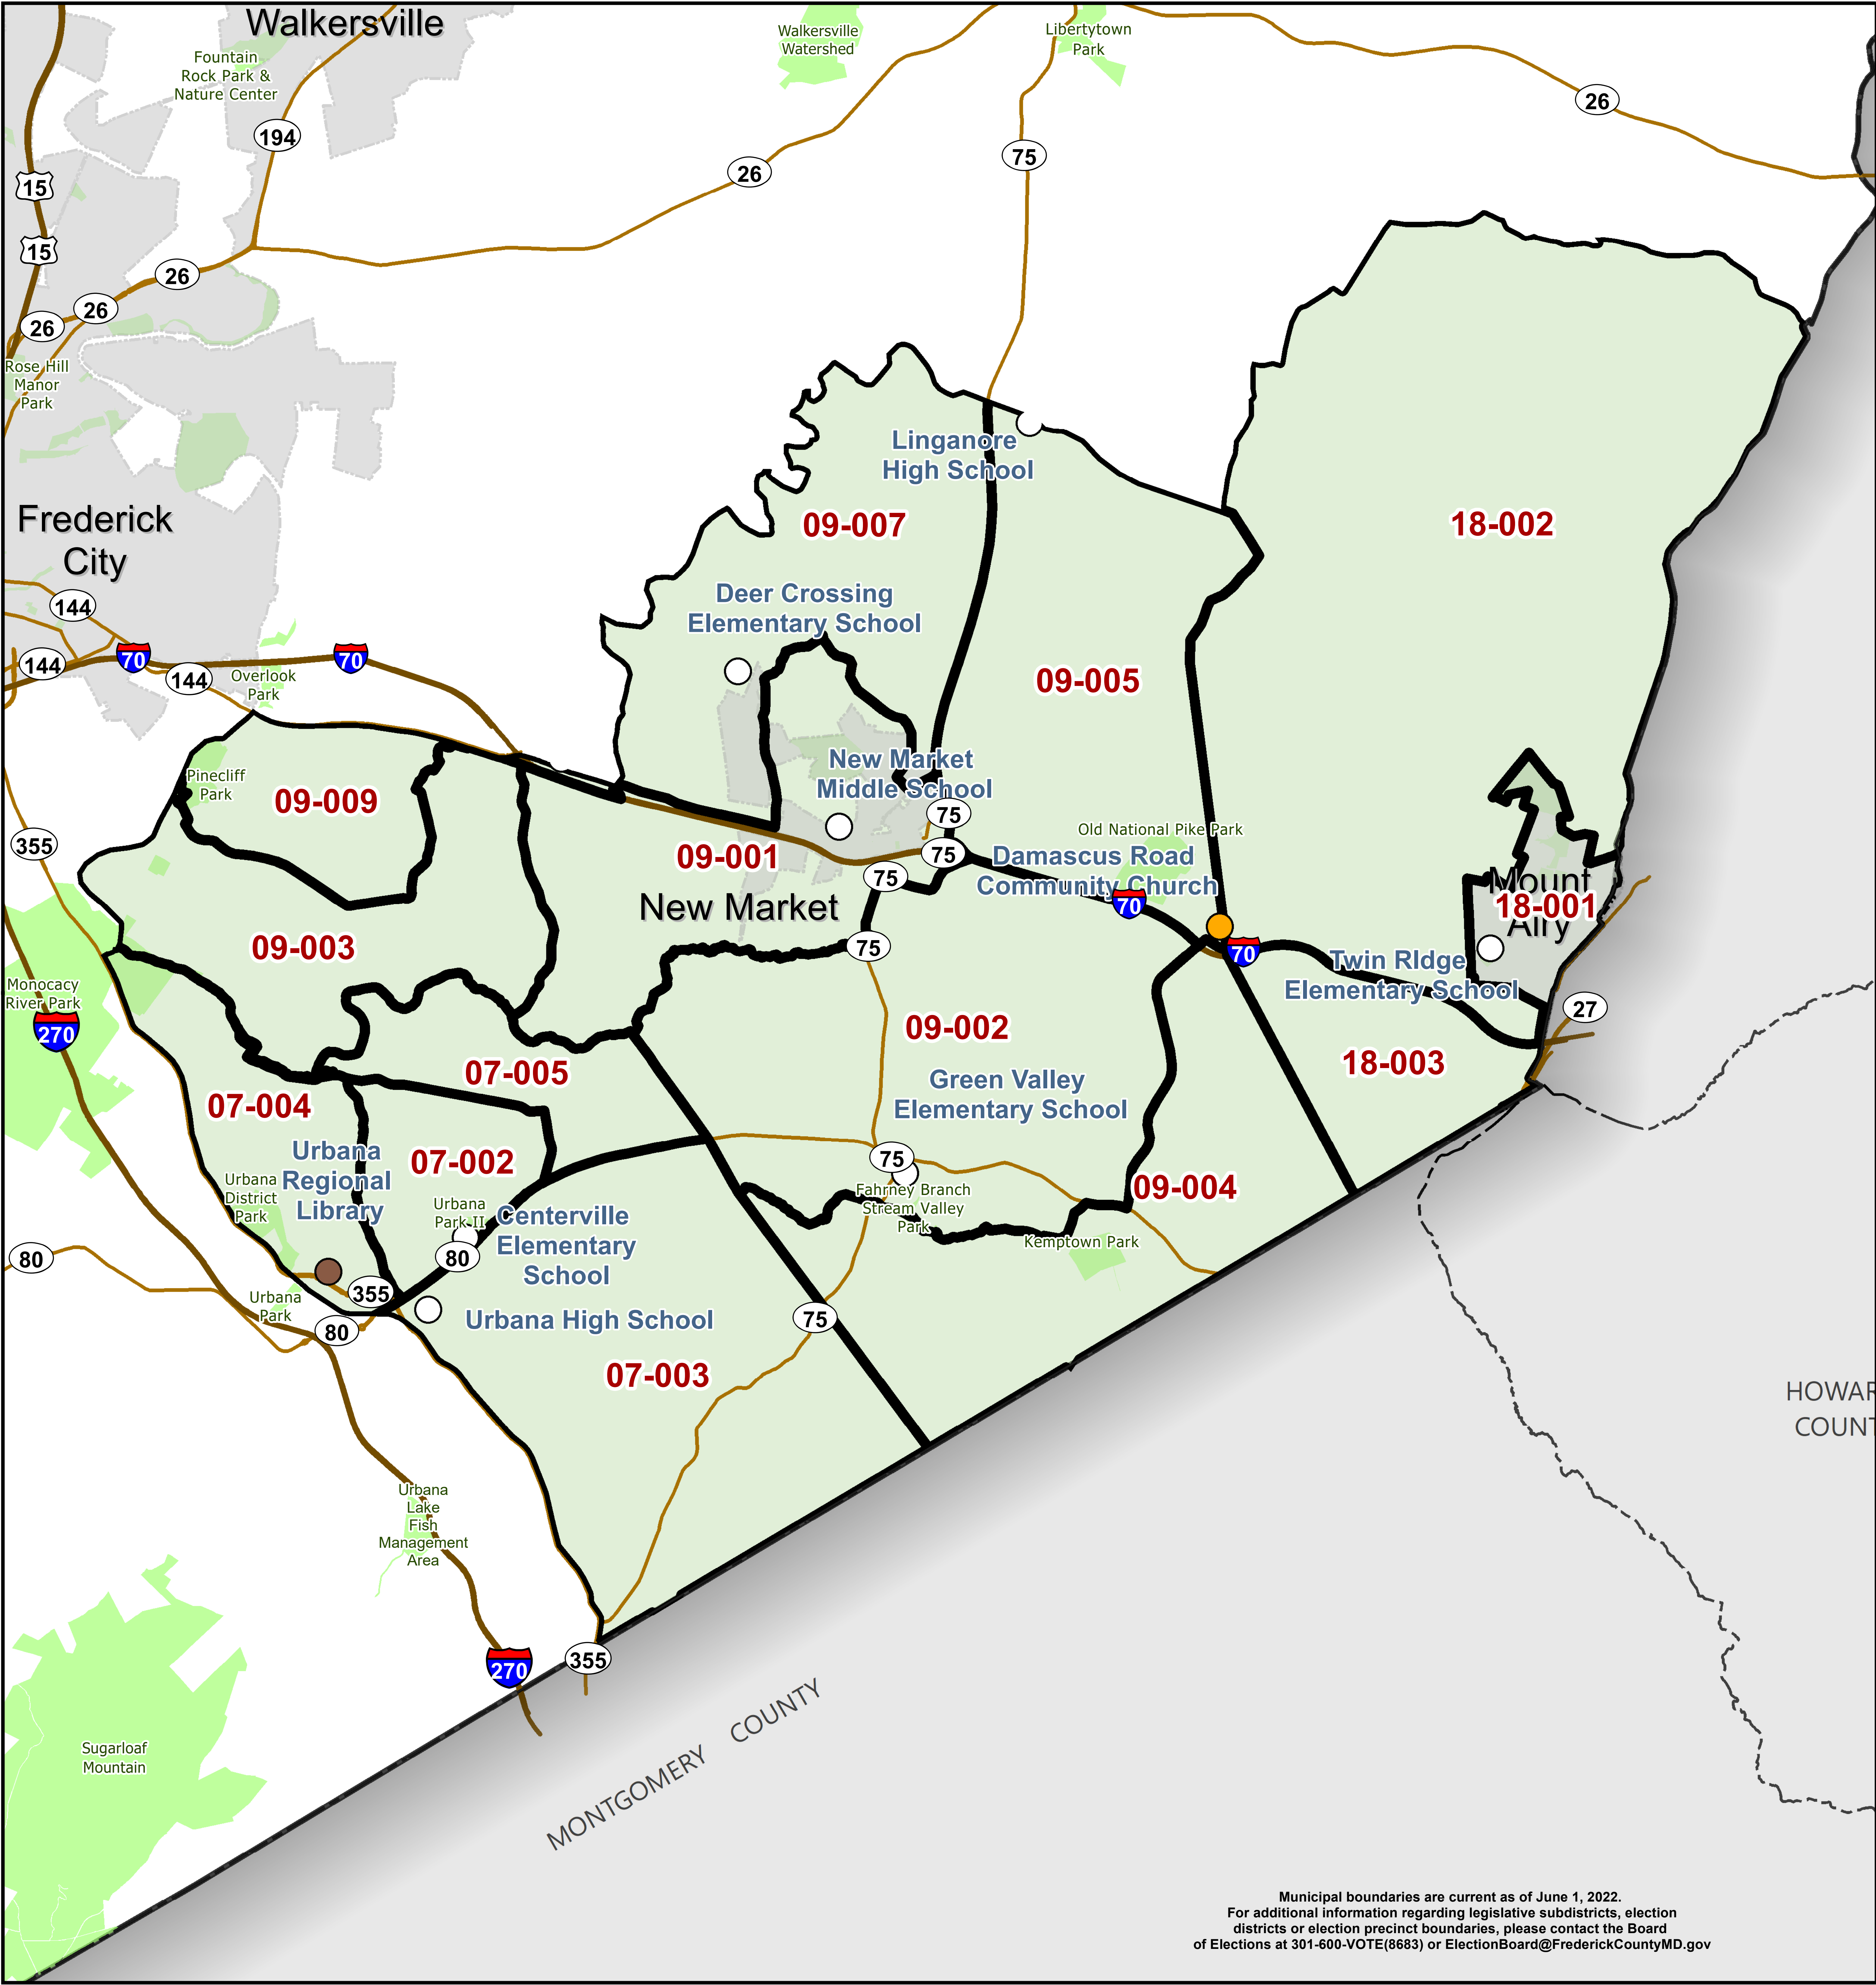 Walkersville
Fountain
Rock Park &
Nature Center
194
Walkersville
Watershed
Libertytown
Park
26
75
26
15
15
26
26
26
Rose Hill
Manor
Park
Frederick
City
144
144
70
144
70
Overlook
Park
Linganore
High School
09-007
18-002
Deer Crossing
Elementary School
09-005
New Market
Middle School
75
Pinecliff
Park
09-009
355
09-001
75
75
New Market
75
Old National Pike Park
Damascus Road
Community Church
70
70
Mount
18-001
Airy
Twin RIdge
Elementary School
27
09-003
Monocacy
River Park
270
09-002
18-003
07-005
Green Valley
Elementary School
07-004
Urbana
Regional
Library
07-002
75
09-004
Urbana
District
Park
Urbana
Park II
Fahrney Branch
Stream Valley
Park
Kemptown Park
Centerville
Elementary
School
80
80
355
Urbana
Park
80
Urbana High School
75
07-003
HOWAR
COUNT
Urbana
Lake
Fish
Management
Area
270
355
MONTGOMERY COUNTY
Sugarloaf
Mountain
Municipal boundaries are current as of June 1, 2022.
For additional information regarding legislative subdistricts, election
districts or election precinct boundaries, please contact the Board
of Elections at 301-600-VOTE(8683) or ElectionBoard@FrederickCountyMD.gov